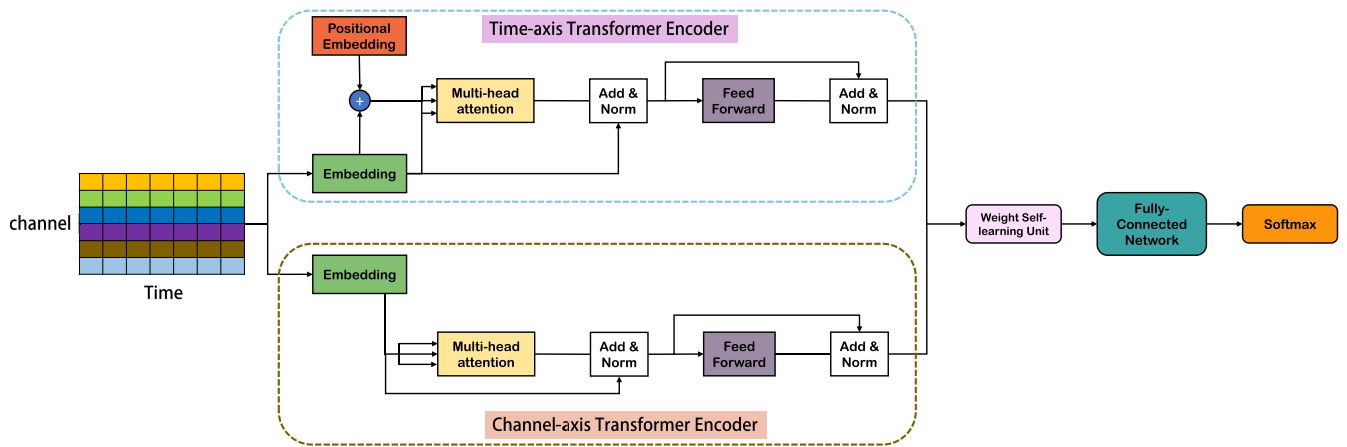 Time-axis Transformer Encoder
Positional
Embedding
+
Multi-head
attention
Add &
Norm
Feed
Forward
Add &
Norm
Embedding
channel
Time
Embedding
Multi-head
attention
Add &
Norm
Feed
Forward
Add &
Norm
Channel-axis Transformer Encoder
Weight Self-
learning Unit
Fully-
Connected
Network
Softmax